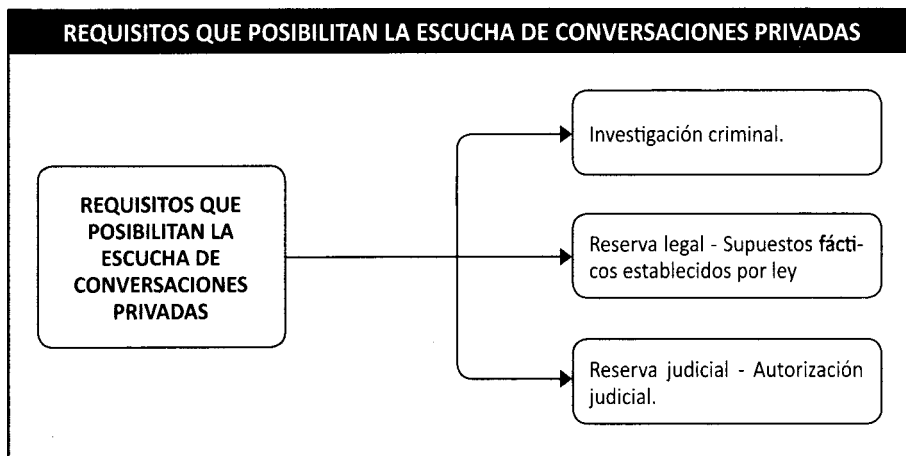 REQUISITOS QUE POSIBILITAN LA ESCUCHA DE CONVERSACIONES PRIVADAS
REQUISITOS QUE
POSIBILITAN LA
ESCUCHA DE
CONVERSACIONES
PRIVADAS
Investigación criminal.
Reserva legal - Supuestos fácti-
cos establecidos por ley
Reserva judicial - Autorización
judicial.